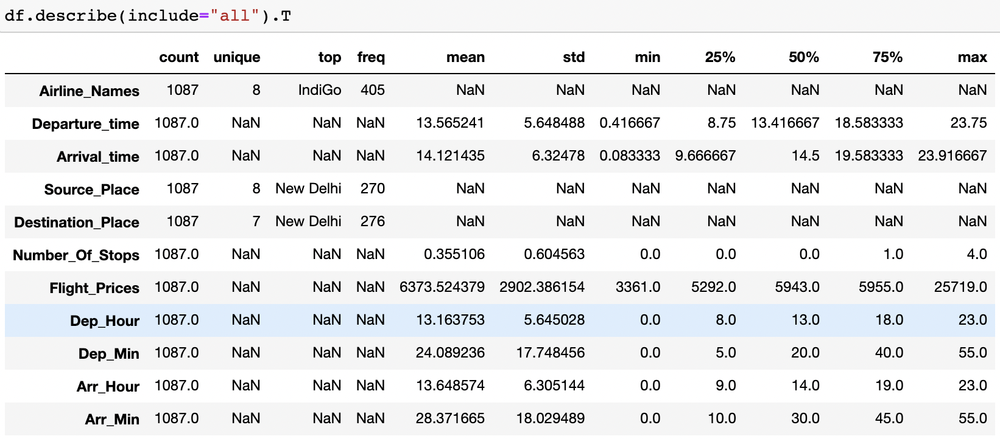 df.describe(include="all").T
count unique top freq mean std min 25% 50% 75% max
Airline_Names 1087 8 IndiGo 405 NaN NaN NaN NaN NaN NaN NaN
Departure_time 1087.0 NaN NaN NaN 13.565241 5.648488 0.416667 8.75 13.416667 18.583333 23.75
Arrival_time 1087.0 NaN NaN NaN 14.121435 6.32478 0.083333 9.666667 14.5 19.583333 23.916667
Source_Place 1087 8 New Delhi 270 NaN NaN NaN NaN NaN NaN NaN
Destination_Place 1087 7 New Delhi 276 NaN NaN NaN NaN NaN NaN NaN
Number_Of_Stops 1087.0 NaN NaN NaN 0.355106 0.604563 0.0 0.0 0.0 1.0 4.0
Flight_Prices 1087.0 NaN NaN NaN 6373.524379 2902.386154 3361.0 5292.0 5943.0 5955.0 25719.0
Dep_Hour 1087.0 NaN NaN NaN 13.163753 5.645028 0.0 8.0 13.0 18.0 23.0
Dep_Min 1087.0 NaN NaN NaN 24.089236 17.748456 0.0 5.0 20.0 40.0 55.0
Arr_Hour 1087.0 NaN NaN NaN 13.648574 6.305144 0.0 9.0 14.0 19.0 23.0
Arr_Min 1087.0 NaN NaN NaN 28.371665 18.029489 0.0 10.0 30.0 45.0 55.0